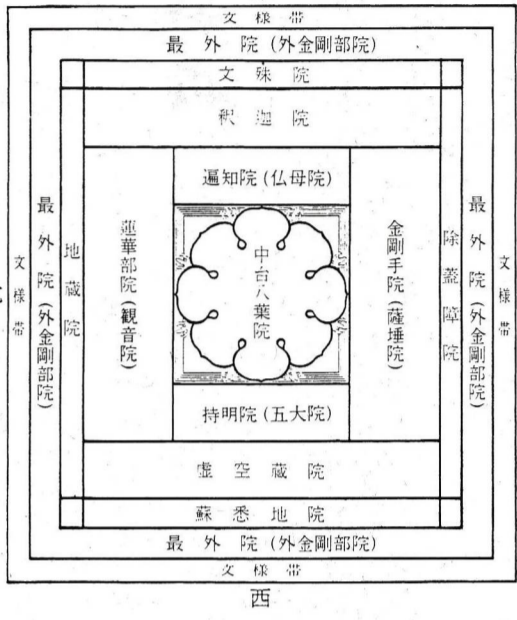 文様帯
最外院(外金剛部院)
文殊院
釈迦院
遍知院(仏母院)
文様帯
最外院(外金剛部院)
地蔵院
蓮華部院(観音院)
中台八葉院
金剛手院(薩埵院)
除蓋障院
最外院(外金剛部院)
文様帯
持明院(五大院)
虚空蔵院
蘇悉地院
最外院(外金剛部院)
文様帯
西